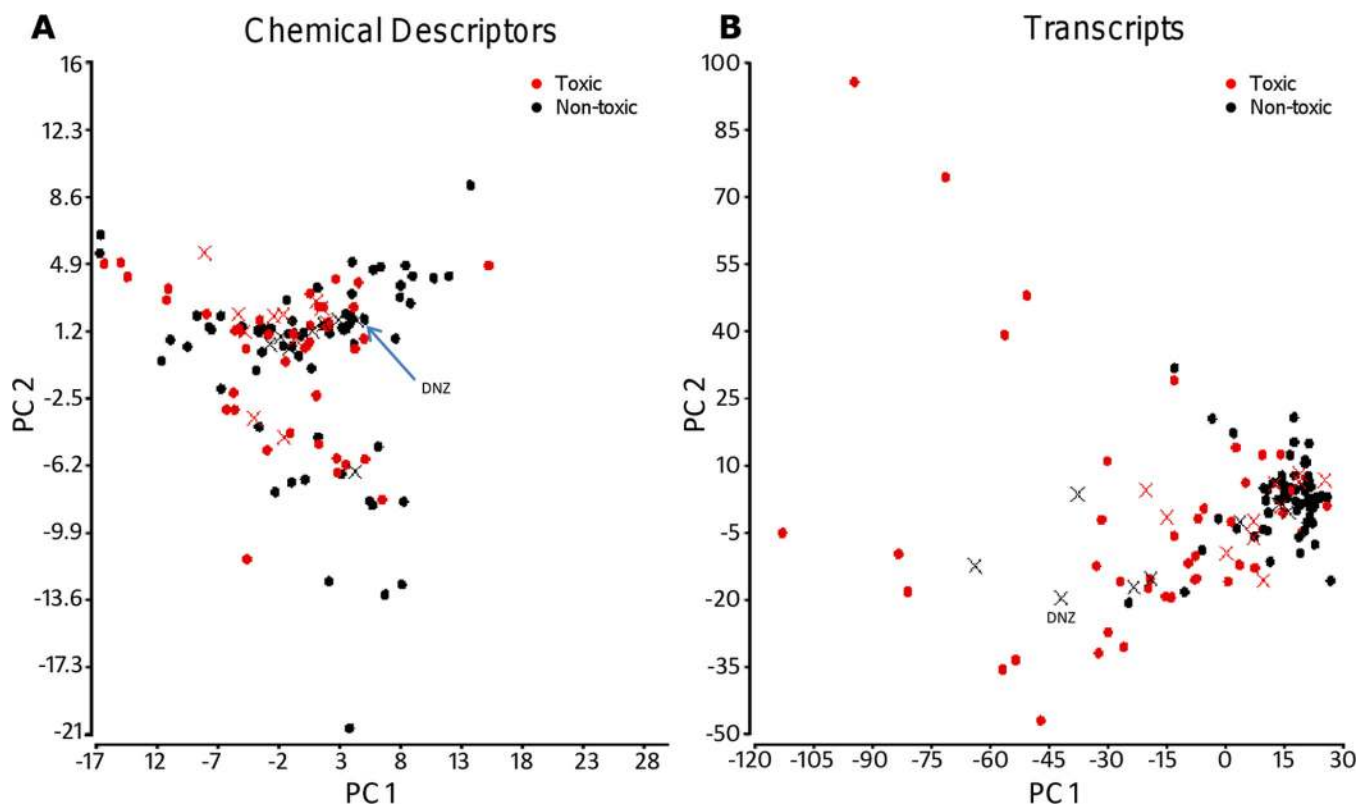 A
Chemical Descriptors
16
12.3
8.6
4.9
1.2
-2.5
-6.2
-9.9
-13.6
-17.3
-21
PC 2
Toxic
Non-toxic
DNZ
-17 -12 -7 -2 3 8 13 18 23 28
PC 1
B
Transcripts
100
85
70
55
40
25
10
-5
-20
-35
-50
PC 2
Toxic
Non-toxic
DNZ
-120 -105 -90 -75 -60 -45 -30 -15 0 15 30
PC 1